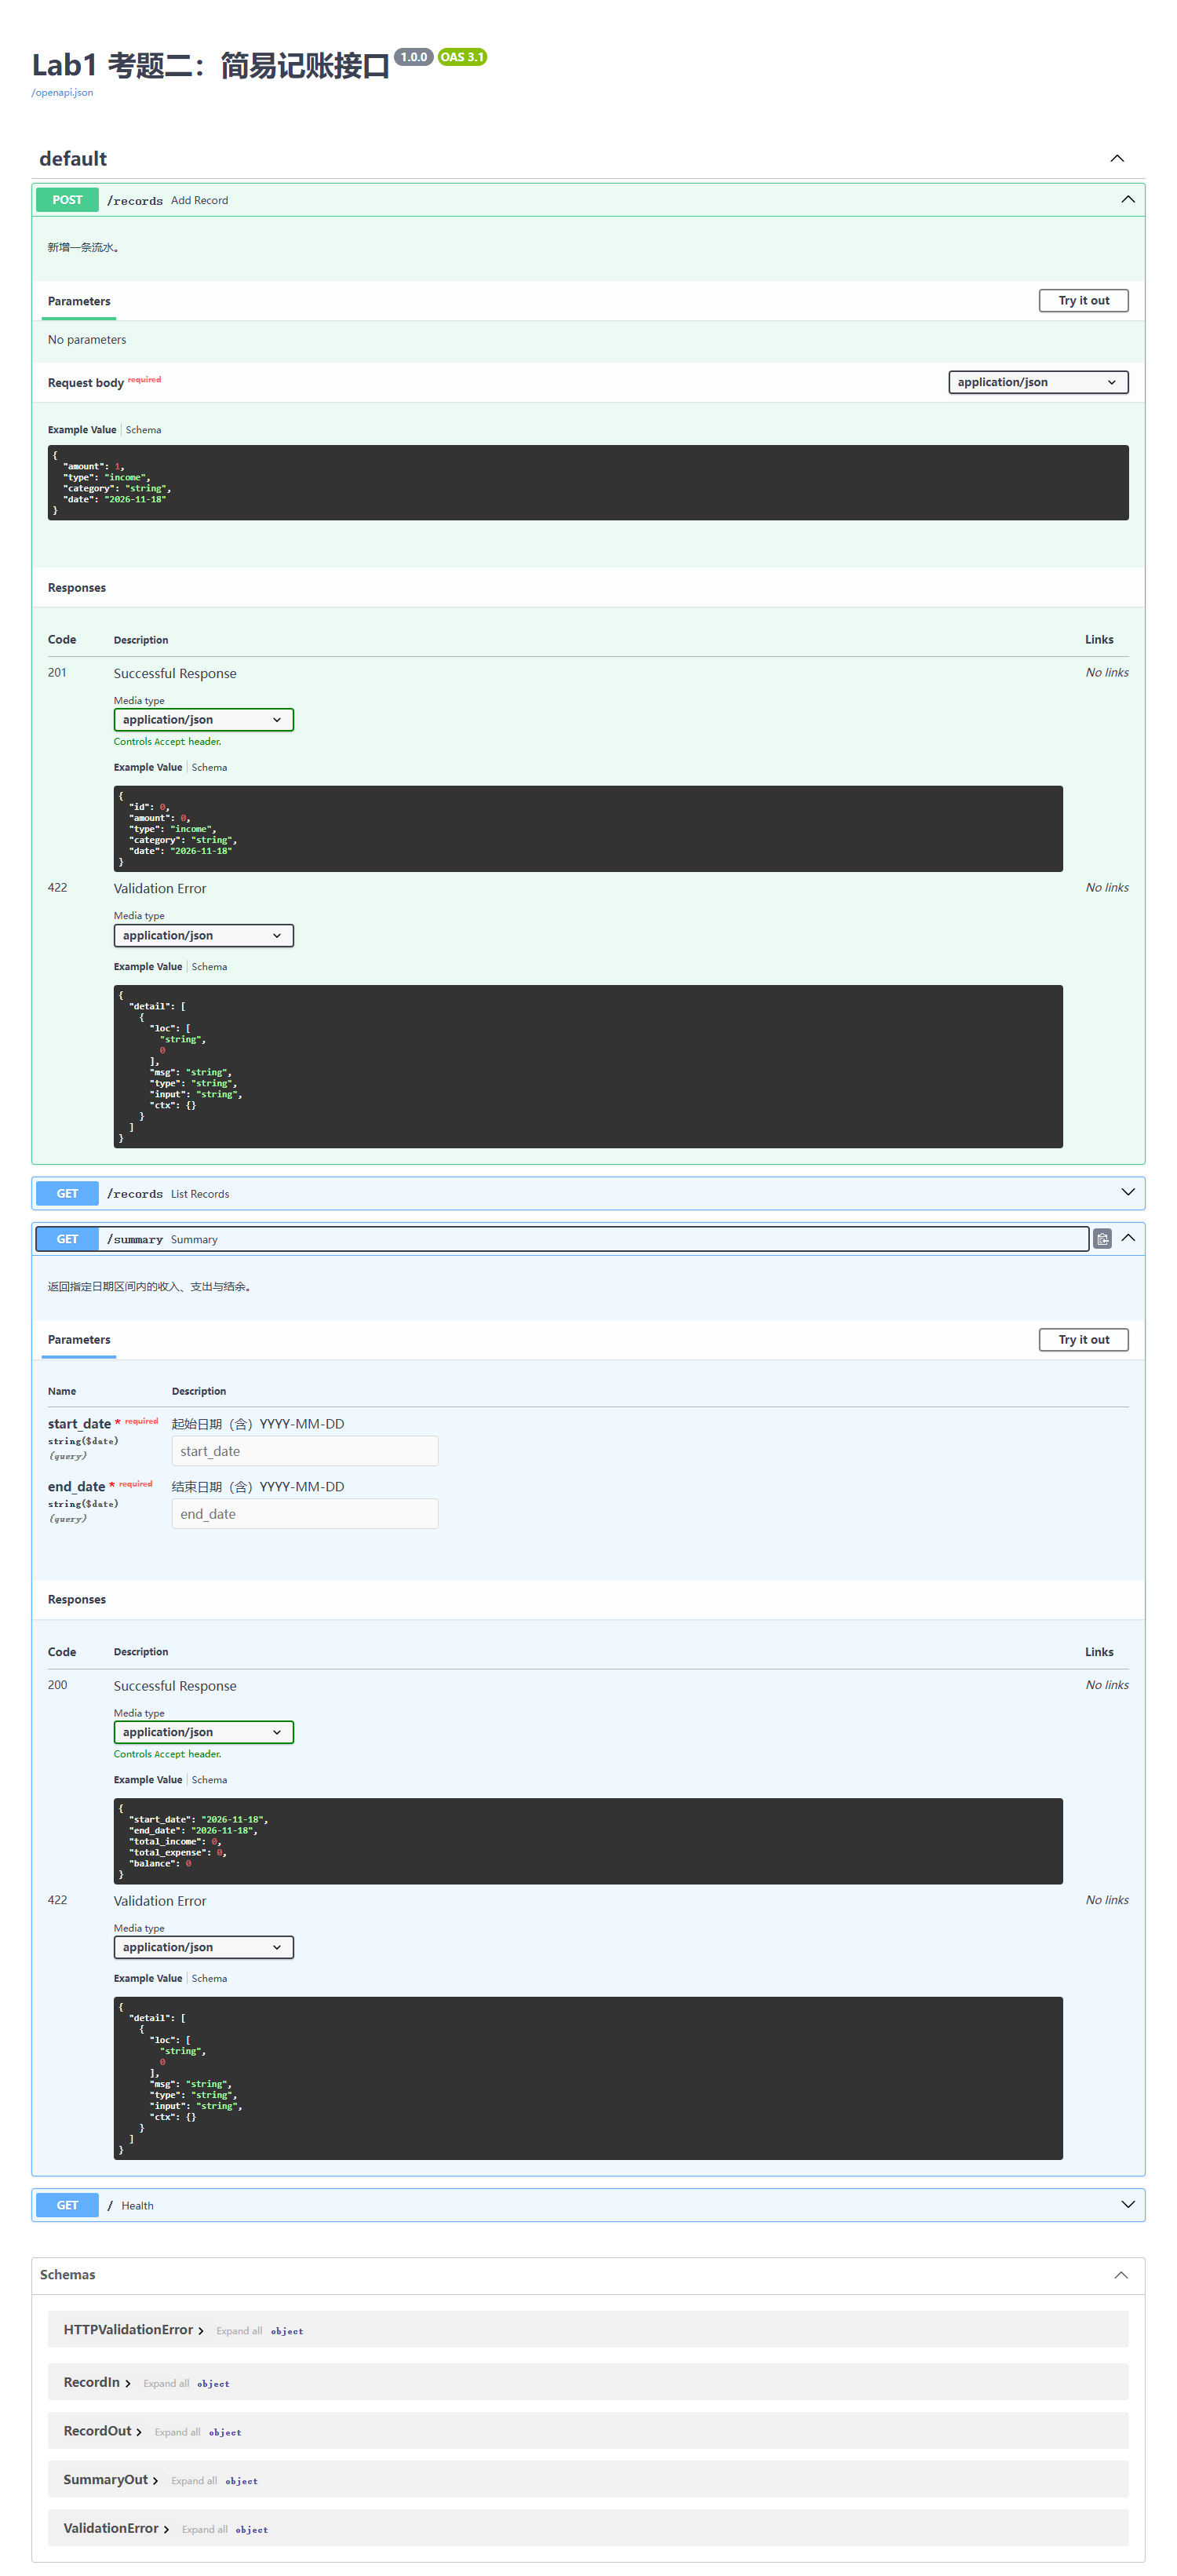 Lab1 考题二：简易记账接口 1.0.0 OAS 3.1
/openapi.json
default
POST /records Add Record
新增一条流水。
Parameters Try it out
No parameters
Request body required application/json
Example Value Schema
{
"amount": 1,
"type": "income",
"category": "string",
"date": "2026-11-18"
}
Responses
Code Description Links
201 Successful Response No links
Media type
application/json
Controls Accept header.
Example Value Schema
{
"id": 0,
"amount": 0,
"type": "income",
"category": "string",
"date": "2026-11-18"
}
422 Validation Error No links
Media type
application/json
Example Value Schema
{
"detail": [
{
"loc": [
"string",
0
],
"msg": "string",
"type": "string",
"input": "string",
"ctx": {}
}
]
}
GET /records List Records
GET /summary Summary
返回指定日期区间内的收入、支出与结余。
Parameters Try it out
Name Description
start_date * required 起始日期（含）YYYY-MM-DD
string($date) start_date
(query)
end_date * required 结束日期（含）YYYY-MM-DD
string($date) end_date
(query)
Responses
Code Description Links
200 Successful Response No links
Media type
application/json
Controls Accept header.
Example Value Schema
{
"start_date": "2026-11-18",
"end_date": "2026-11-18",
"total_income": 0,
"total_expense": 0,
"balance": 0
}
422 Validation Error No links
Media type
application/json
Example Value Schema
{
"detail": [
{
"loc": [
"string",
0
],
"msg": "string",
"type": "string",
"input": "string",
"ctx": {}
}
]
}
GET / Health
Schemas
HTTPValidationError Expand all object
RecordIn Expand all object
RecordOut Expand all object
SummaryOut Expand all object
ValidationError Expand all object